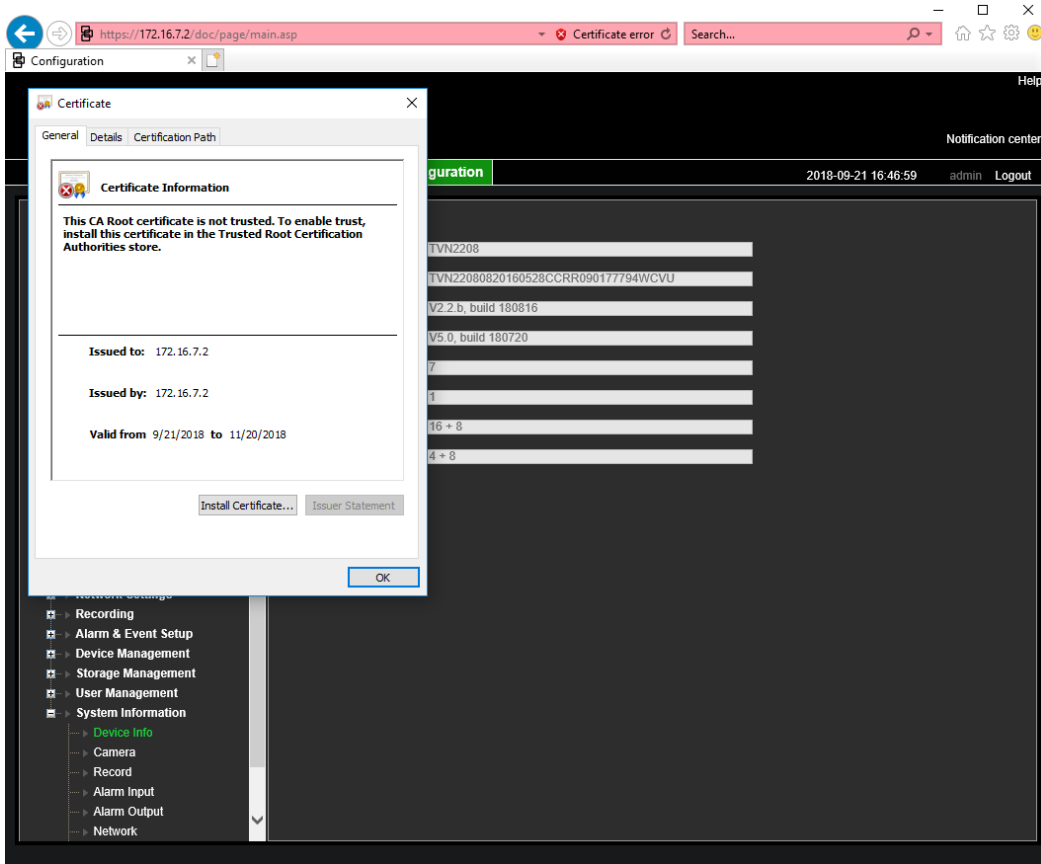 https://172.16.7.2/doc/page/main.asp
Certificate error
Search...
Configuration
Help
Certificate
General Details Certification Path
Notification center
guration
2018-09-21 16:46:59 admin Logout
Certificate Information
This CA Root certificate is not trusted. To enable trust,
install this certificate in the Trusted Root Certification
Authorities store.
TVN2208
TVN22080820160528CCRR090177794WCVU
V2.2.b, build 180816
V5.0, build 180720
Issued to: 172.16.7.2
7
Issued by: 172.16.7.2
1
16 + 8
Valid from 9/21/2018 to 11/20/2018
4 + 8
Install Certificate... Issuer Statement
OK
Network Settings
Recording
Alarm & Event Setup
Device Management
Storage Management
User Management
System Information
Device Info
Camera
Record
Alarm Input
Alarm Output
Network